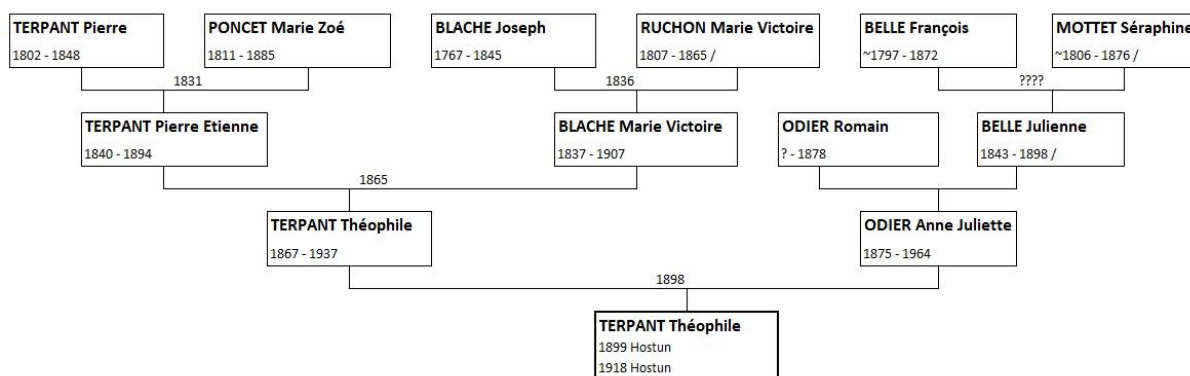 TERPANT Pierre
1802 - 1848
PONCET Marie Zoé
1811 - 1885
BLACHE Joseph
1767 - 1845
RUCHON Marie Victoire
1807 - 1865 /
BELLE François
~1797 - 1872
MOTTET Séraphine
~1806 - 1876 /
1831
1836
????
TERPANT Pierre Etienne
1840 - 1894
BLACHE Marie Victoire
1837 - 1907
ODIER Romain
? - 1878
BELLE Julienne
1843 - 1898 /
1865
TERPANT Théophile
1867 - 1937
ODIER Anne Juliette
1875 - 1964
1898
TERPANT Théophile
1899 Hostun
1918 Hostun